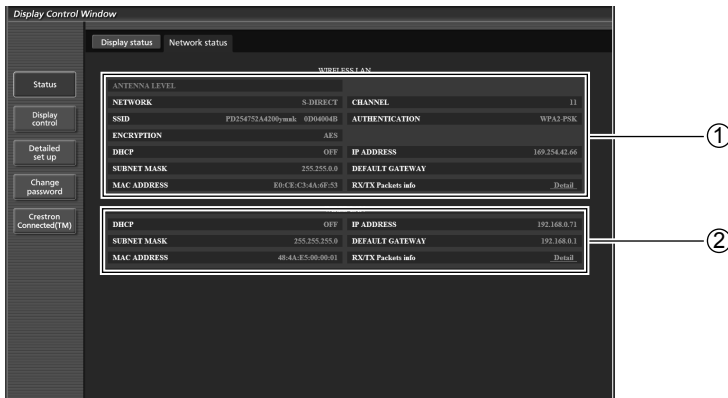 Display Control Window
Display status Network status
WIRELESS LAN
Status
ANTENNA LEVEL
NETWORK S-DIRECT CHANNEL 11
SSID PD254752A4200ymnk 0D04004B AUTHENTICATION WPA2-PSK
ENCRYPTION AES
DHCP OFF IP ADDRESS 169.254.42.66
SUBNET MASK 255.255.0.0 DEFAULT GATEWAY
MAC ADDRESS E0:CE:C3:4A:6F:53 RX/TX Packets info Detail
①
Display
control
Detailed
set up
Change
password
Crestron
Connected(TM)
DHCP OFF IP ADDRESS 192.168.0.71
SUBNET MASK 255.255.255.0 DEFAULT GATEWAY 192.168.0.1
MAC ADDRESS 48:4A:E5:00:00:01 RX/TX Packets info Detail
②